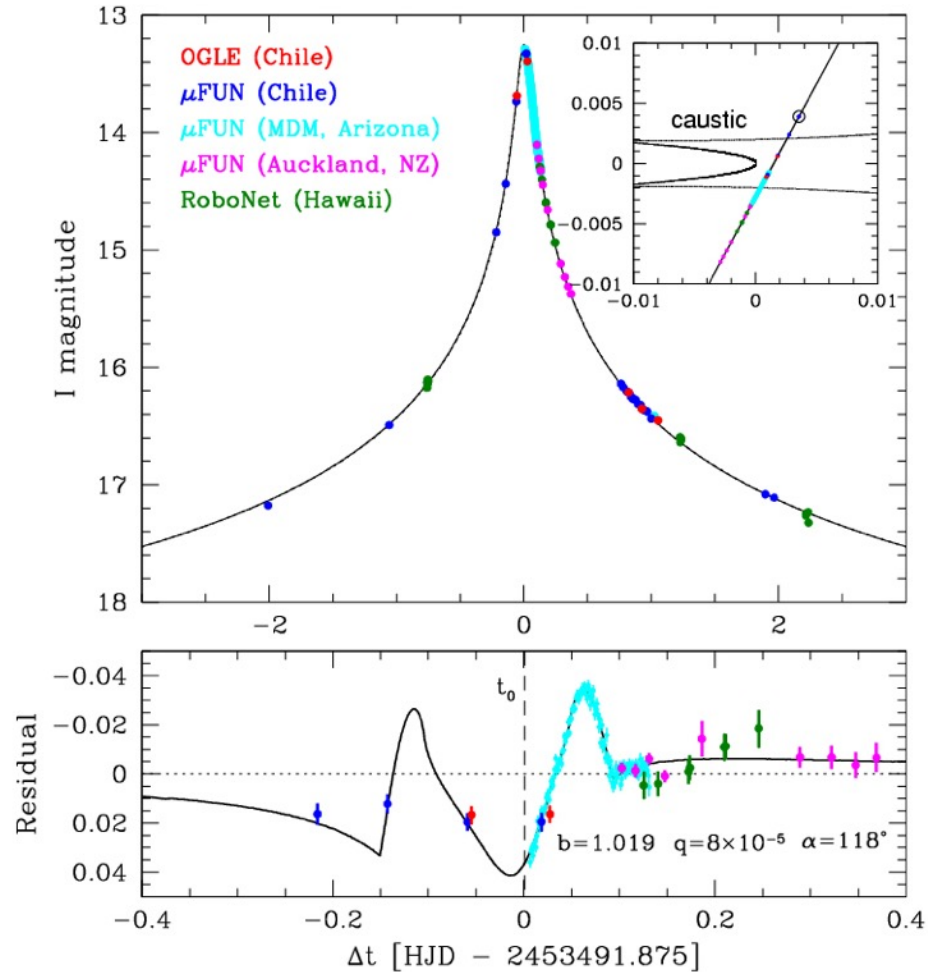 13
14
15
16
17
18
I magnitude
OGLE (Chile)
μFUN (Chile)
μFUN (MDM, Arizona)
μFUN (Auckland, NZ)
RoboNet (Hawaii)
0.01
0.005
0
−0.005
−0.01
caustic
−0.01 0 0.01
−2 0 2
−0.04
−0.02
0
0.02
0.04
Residual
t₀
b=1.019 q=8×10⁻⁵ α=118°
−0.4 −0.2 0 0.2 0.4
Δt [HJD − 2453491.875]